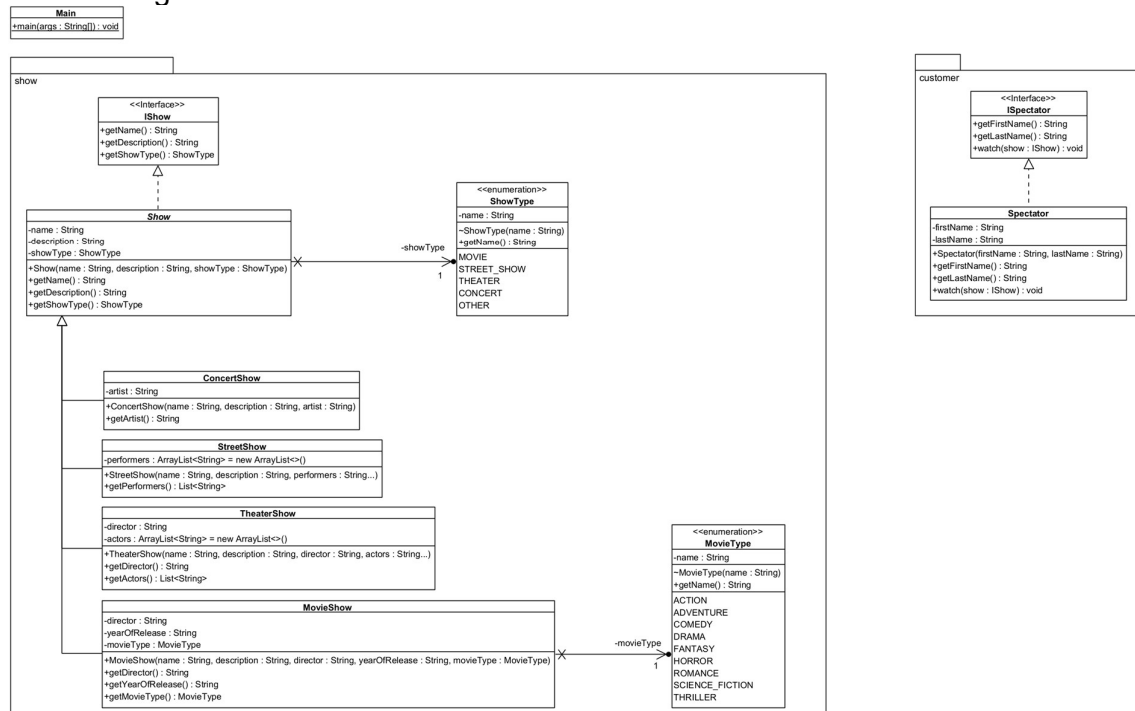 Main
+main(args : String[]) : void
show
<<Interface>>
IShow
+getName() : String
+getDescription() : String
+getShowType() : ShowType
Show
-name : String
-description : String
-showType : ShowType
+Show(name : String, description : String, showType : ShowType)
+getName() : String
+getDescription() : String
+getShowType() : ShowType
-showType
1
<<enumeration>>
ShowType
-name : String
~ShowType(name : String)
+getName() : String
MOVIE
STREET_SHOW
THEATER
CONCERT
OTHER
ConcertShow
-artist : String
+ConcertShow(name : String, description : String, artist : String)
+getArtist() : String
StreetShow
-performers : ArrayList<String> = new ArrayList<>()
+StreetShow(name : String, description : String, performers : String...)
+getPerformers() : List<String>
TheaterShow
-director : String
-actors : ArrayList<String> = new ArrayList<>()
+TheaterShow(name : String, description : String, director : String, actors : String...)
+getDirector() : String
+getActors() : List<String>
MovieShow
-director : String
-yearOfRelease : String
-movieType : MovieType
+MovieShow(name : String, description : String, director : String, yearOfRelease : String, movieType : MovieType)
+getDirector() : String
+getYearOfRelease() : String
+getMovieType() : MovieType
-movieType
1
<<enumeration>>
MovieType
-name : String
~MovieType(name : String)
+getName() : String
ACTION
ADVENTURE
COMEDY
DRAMA
FANTASY
HORROR
ROMANCE
SCIENCE_FICTION
THRILLER
customer
<<Interface>>
ISpectator
+getFirstName() : String
+getLastName() : String
+watch(show : IShow) : void
Spectator
-firstName : String
-lastName : String
+Spectator(firstName : String, lastName : String)
+getFirstName() : String
+getLastName() : String
+watch(show : IShow) : void